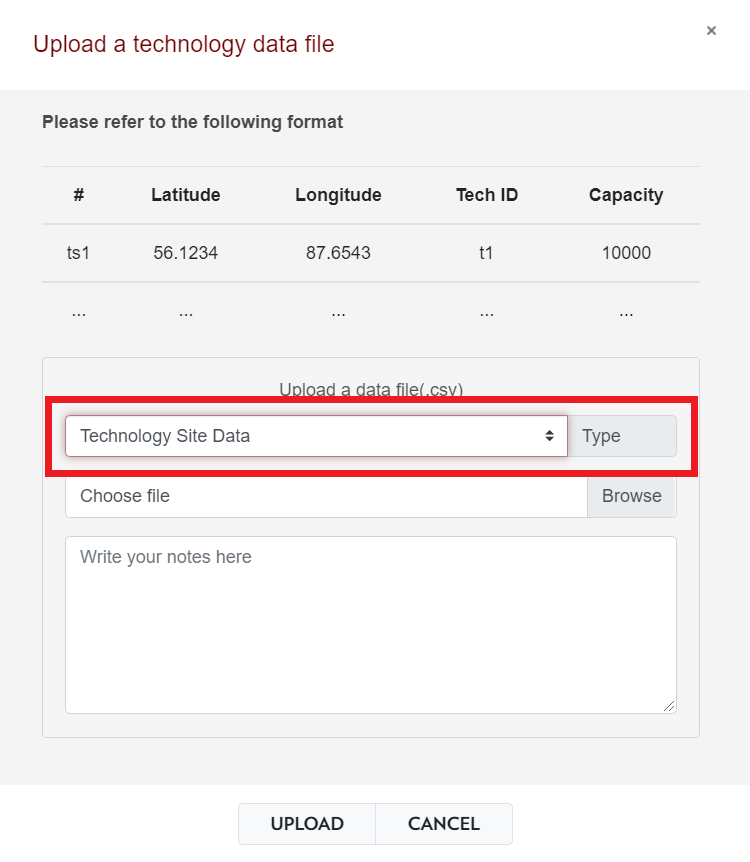 Upload a technology data file
×
Please refer to the following format
# Latitude Longitude Tech ID Capacity
ts1 56.1234 87.6543 t1 10000
... ... ... ... ...
Upload a data file(.csv)
Technology Site Data Type
Choose file Browse
Write your notes here
UPLOAD CANCEL